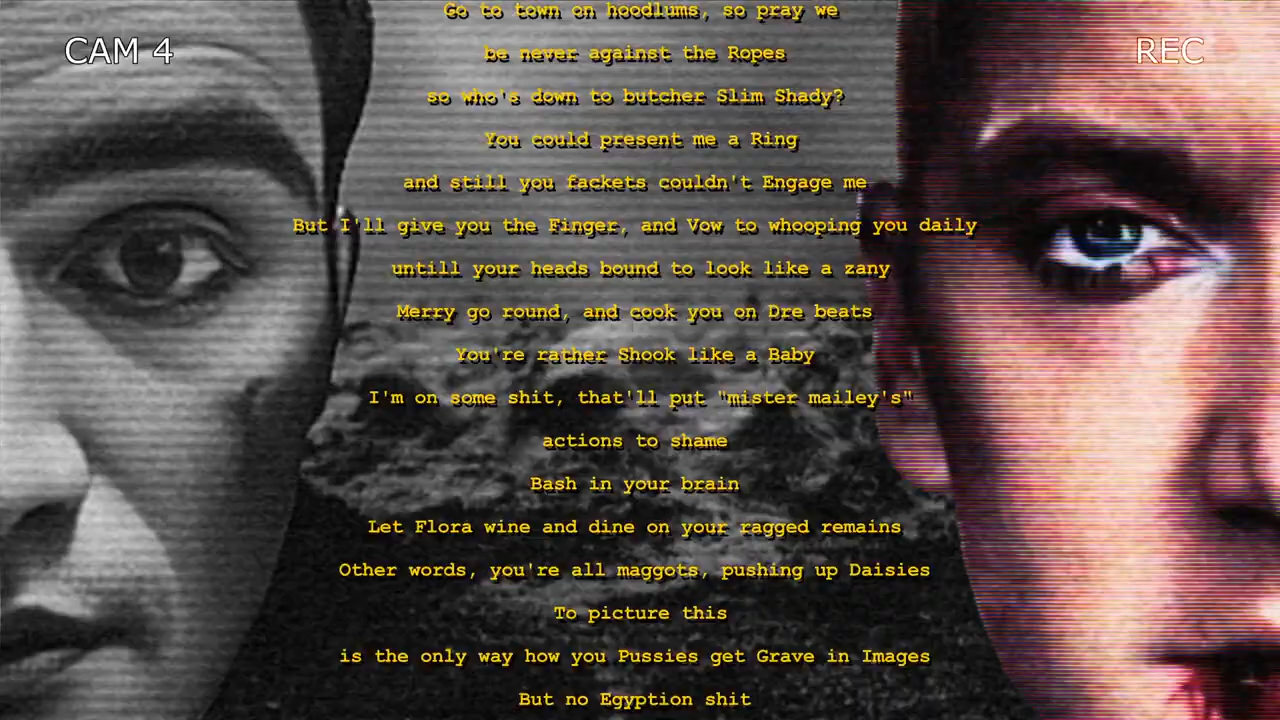 Go to town on hoodlums, so pray we
CAM 4
REC
be never against the Ropes
so who's down to butcher Slim Shady?
You could present me a Ring
and still you fackets couldn't Engage me
But I'll give you the Finger, and Vow to whooping you daily
untill your heads bound to look like a zany
Merry go round, and cook you on Dre beats
You're rather Shook like a Baby
I'm on some shit, that'll put "mister mailey's"
actions to shame
Bash in your brain
Let Flora wine and dine on your ragged remains
Other words, you're all maggots, pushing up Daisies
To picture this
is the only way how you Pussies get Grave in Images
But no Egyption shit